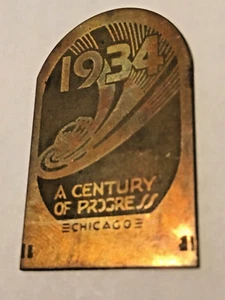 1934
A CENTURY
OF PROGRESS
CHICAGO